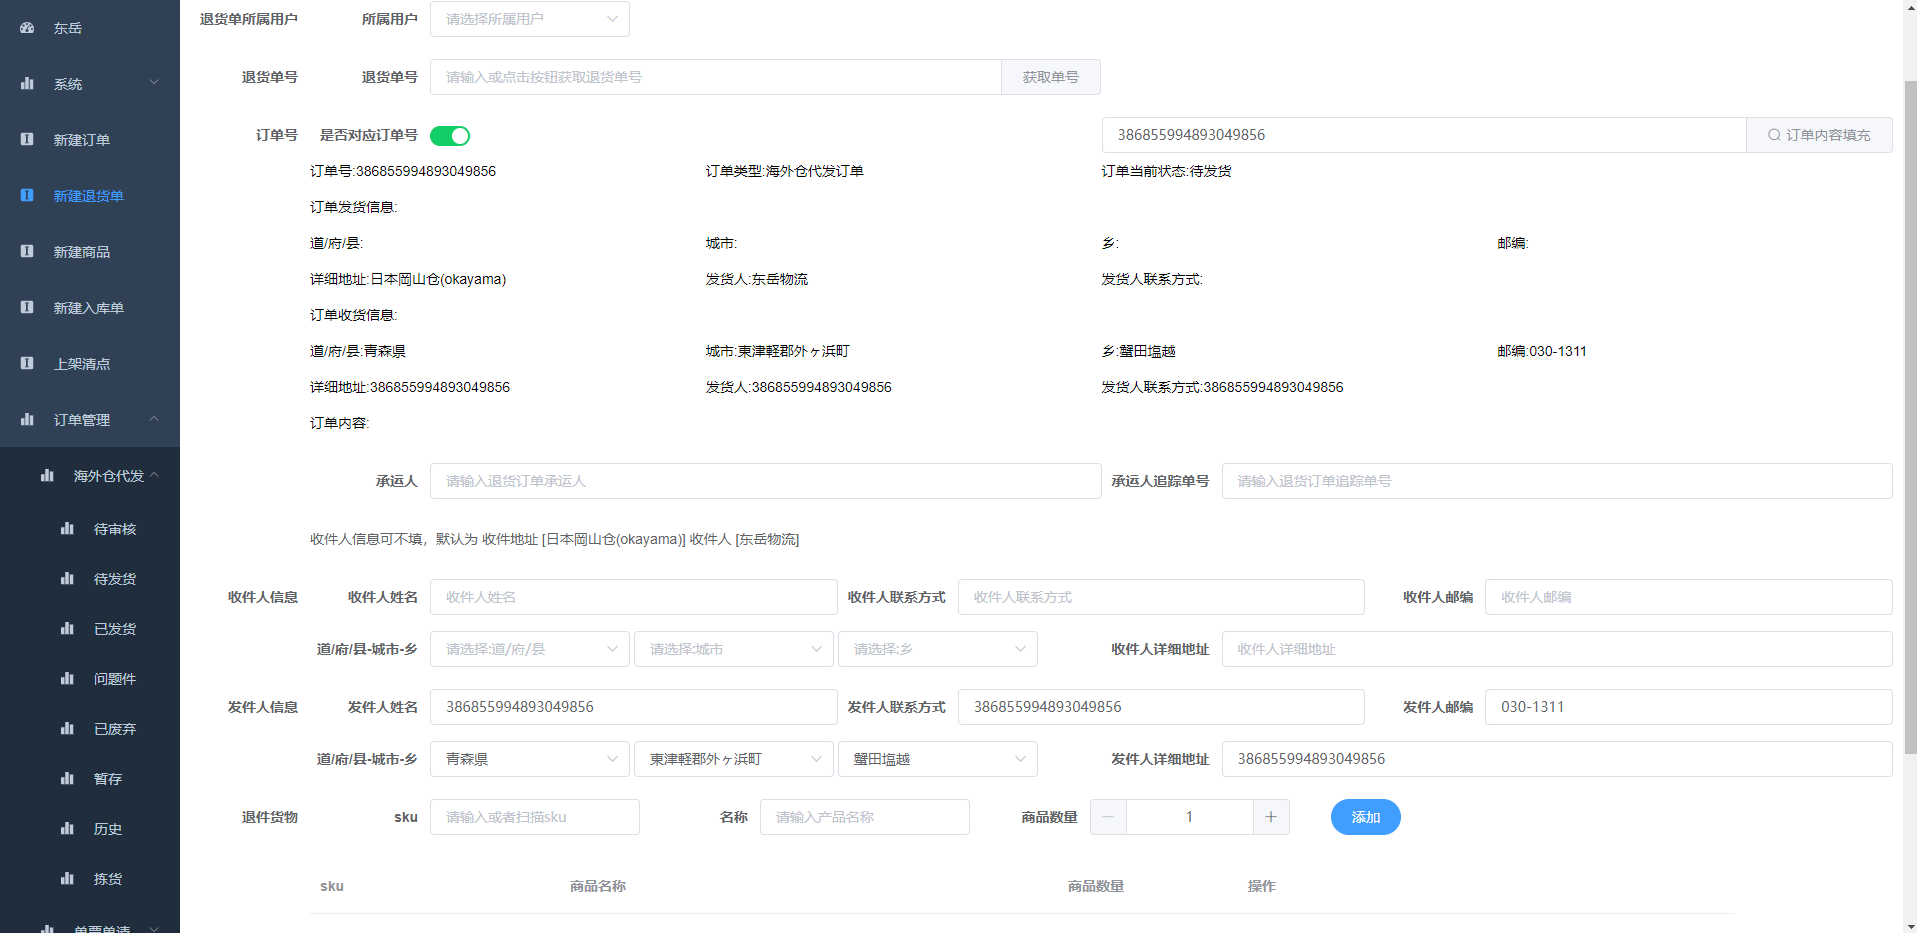 东岳
系统
新建订单
新建退货单
新建商品
新建入库单
上架清点
订单管理
海外仓代发
待审核
待发货
已发货
问题件
已废弃
暂存
历史
拣货
单票单清
退货单所属用户 所属用户 请选择所属用户
退货单号 退货单号 请输入或点击按钮获取退货单号 获取单号
订单号 是否对应订单号 386855994893049856 订单内容填充
订单号:386855994893049856 订单类型:海外仓代发订单 订单当前状态:待发货
订单发货信息:
道/府/县: 城市: 乡: 邮编:
详细地址:日本岡山仓(okayama) 发货人:东岳物流 发货人联系方式:
订单收货信息:
道/府/县:青森県 城市:東津軽郡外ヶ浜町 乡:蟹田塩越 邮编:030-1311
详细地址:386855994893049856 发货人:386855994893049856 发货人联系方式:386855994893049856
订单内容:
承运人 请输入退货订单承运人 承运人追踪单号 请输入退货订单追踪单号
收件人信息可不填，默认为 收件地址 [日本岡山仓(okayama)] 收件人 [东岳物流]
收件人信息 收件人姓名 收件人姓名 收件人联系方式 收件人联系方式 收件人邮编 收件人邮编
道/府/县-城市-乡 请选择:道/府/县 请选择:城市 请选择:乡 收件人详细地址 收件人详细地址
发件人信息 发件人姓名 386855994893049856 发件人联系方式 386855994893049856 发件人邮编 030-1311
道/府/县-城市-乡 青森県 東津軽郡外ヶ浜町 蟹田塩越 发件人详细地址 386855994893049856
退件货物 sku 请输入或者扫描sku 名称 请输入产品名称 商品数量 1 添加
sku 商品名称 商品数量 操作